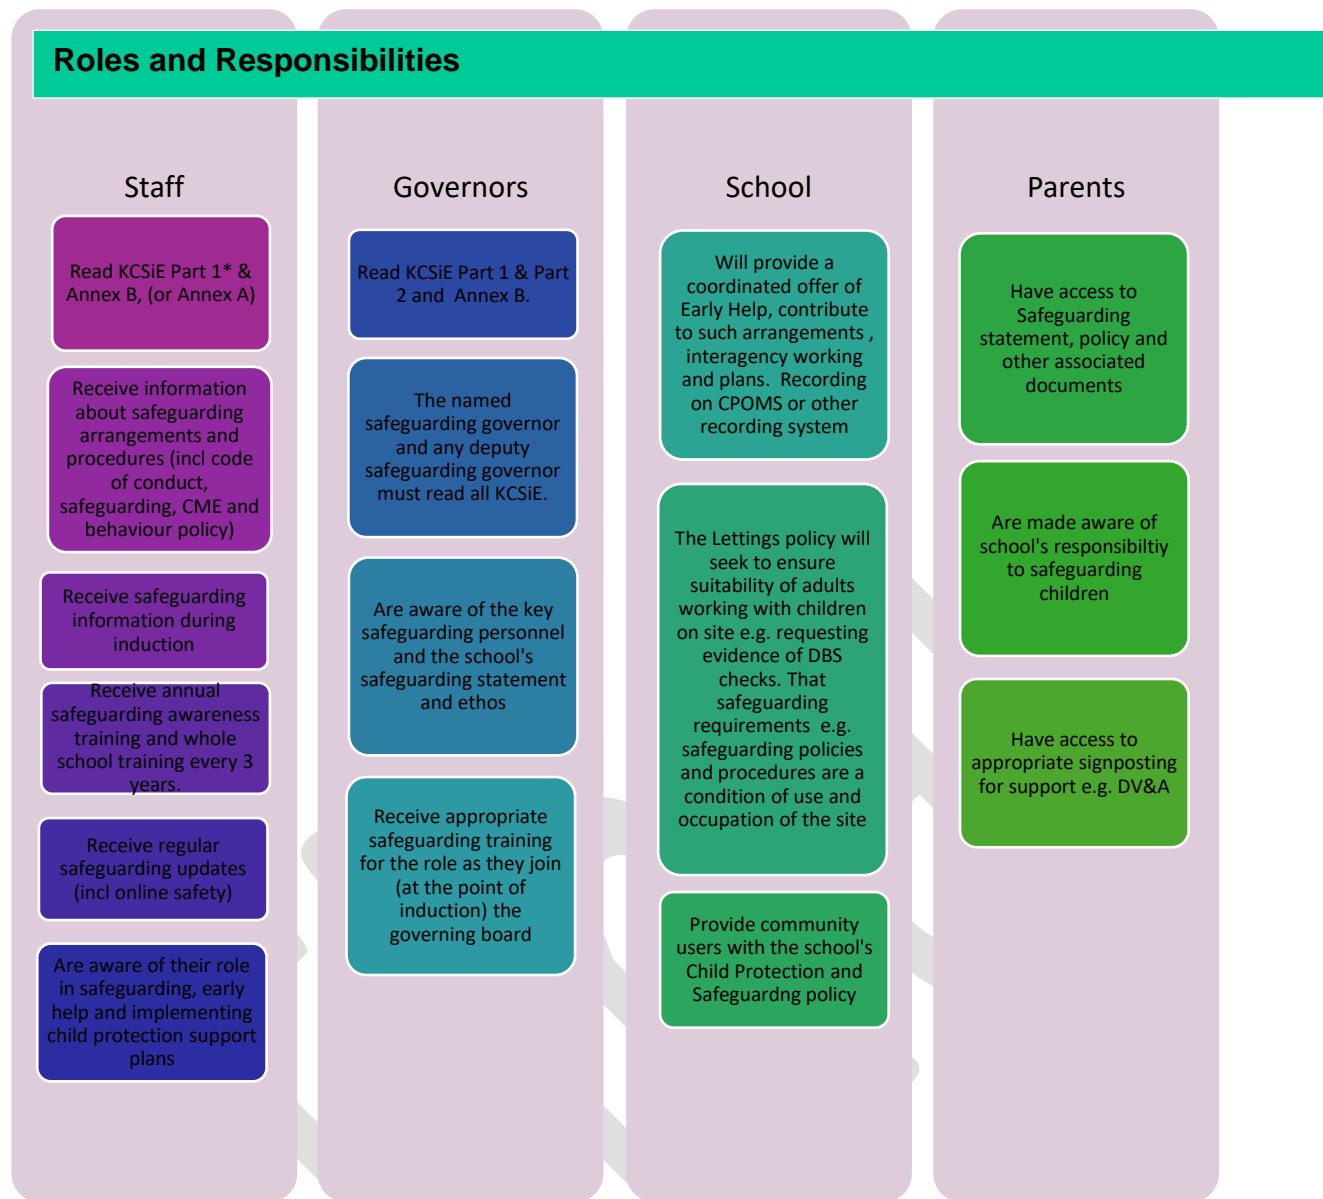 Roles and Responsibilities
Staff
Read KCSiE Part 1* &
Annex B, (or Annex A)
Receive information
about safeguarding
arrangements and
procedures (incl code
of conduct,
safeguarding, CME and
behaviour policy)
Receive safeguarding
information during
induction
Receive annual
safeguarding awareness
training and whole
school training every 3
years.
Receive regular
safeguarding updates
(incl online safety)
Are aware of their role
in safeguarding, early
help and implementing
child protection support
plans
Governors
Read KCSiE Part 1 & Part
2 and Annex B.
The named
safeguarding governor
and any deputy
safeguarding governor
must read all KCSiE.
Are aware of the key
safeguarding personnel
and the school's
safeguarding statement
and ethos
Receive appropriate
safeguarding training
for the role as they join
(at the point of
induction) the
governing board
School
Will provide a
coordinated offer of
Early Help, contribute
to such arrangements ,
interagency working
and plans. Recording
on CPOMS or other
recording system
The Lettings policy will
seek to ensure
suitability of adults
working with children
on site e.g. requesting
evidence of DBS
checks. That
safeguarding
requirements e.g.
safeguarding policies
and procedures are a
condition of use and
occupation of the site
Provide community
users with the school's
Child Protection and
Safeguardng policy
Parents
Have access to
Safeguarding
statement, policy and
other associated
documents
Are made aware of
school's responsibiltiy
to safeguarding
children
Have access to
appropriate signposting
for support e.g. DV&A